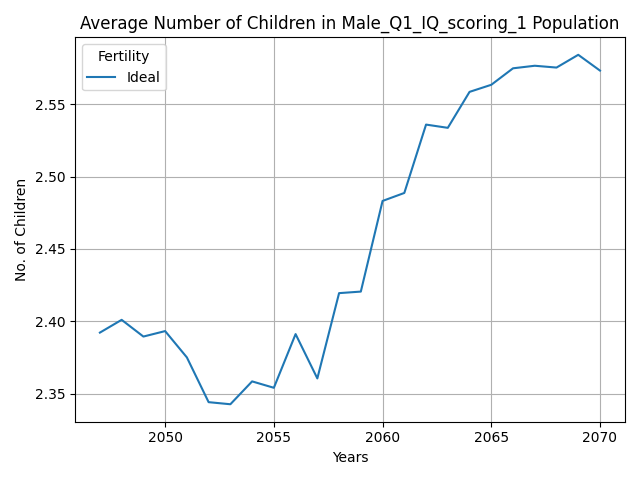 Average Number of Children in Male_Q1_IQ_scoring_1 Population
Fertility
Ideal
No. of Children
2.55
2.50
2.45
2.40
2.35
2050 2055 2060 2065 2070
Years